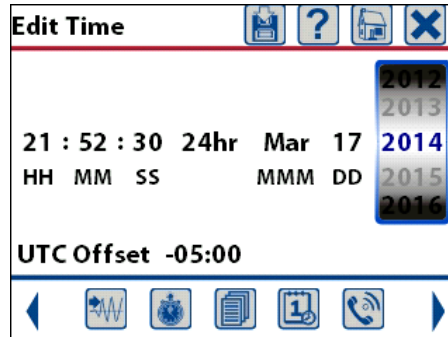 Edit Time
?
2012
2013
21 : 52 : 30 24hr Mar 17 2014
HH MM SS MMM DD 2015
2016
UTC Offset -05:00
1